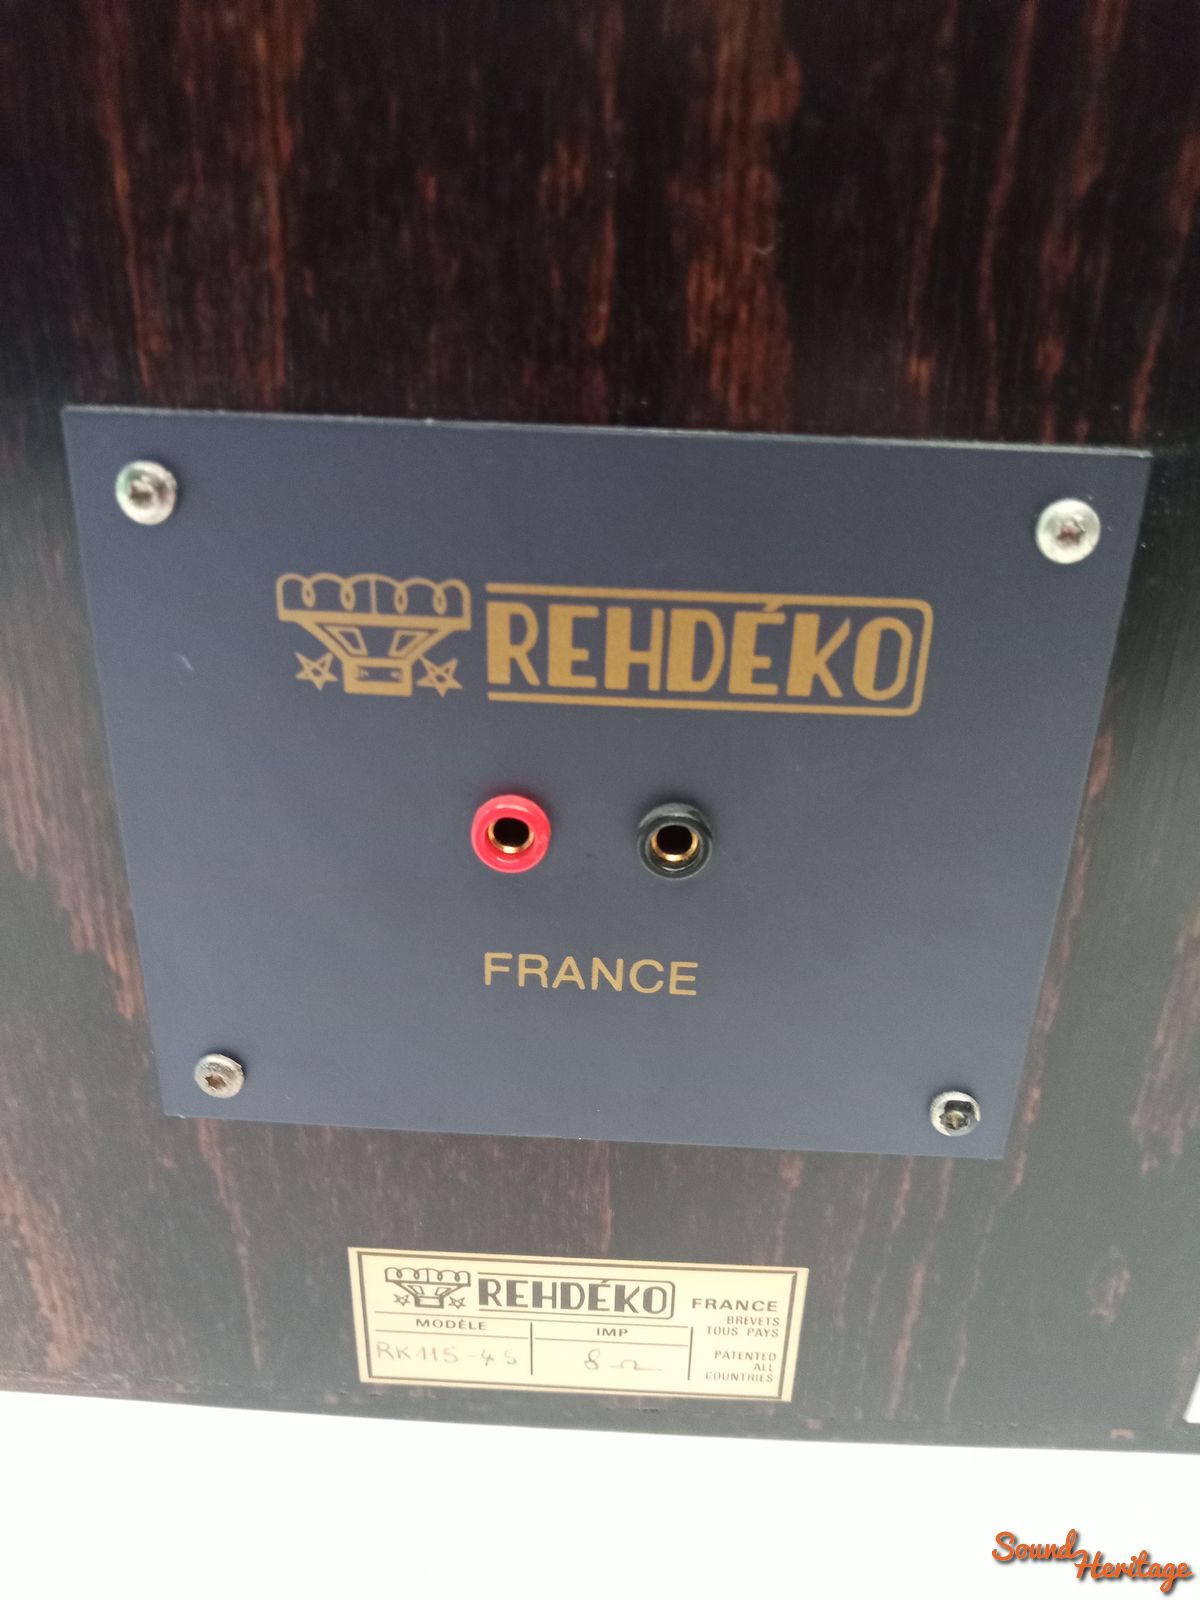 REHDÉKO
FRANCE
REHDÉKO
FRANCE
BREVETS
TOUS PAYS
PATENTED
ALL
COUNTRIES
MODÈLE
IMP
RK115-4S
8 Ω
Sound
Heritage